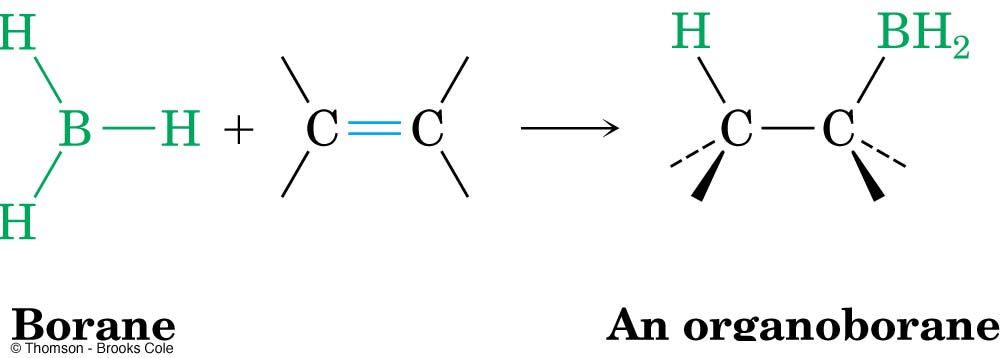 H H BH₂
B H + C C C C
H
Borane An organoborane
© Thomson - Brooks Cole